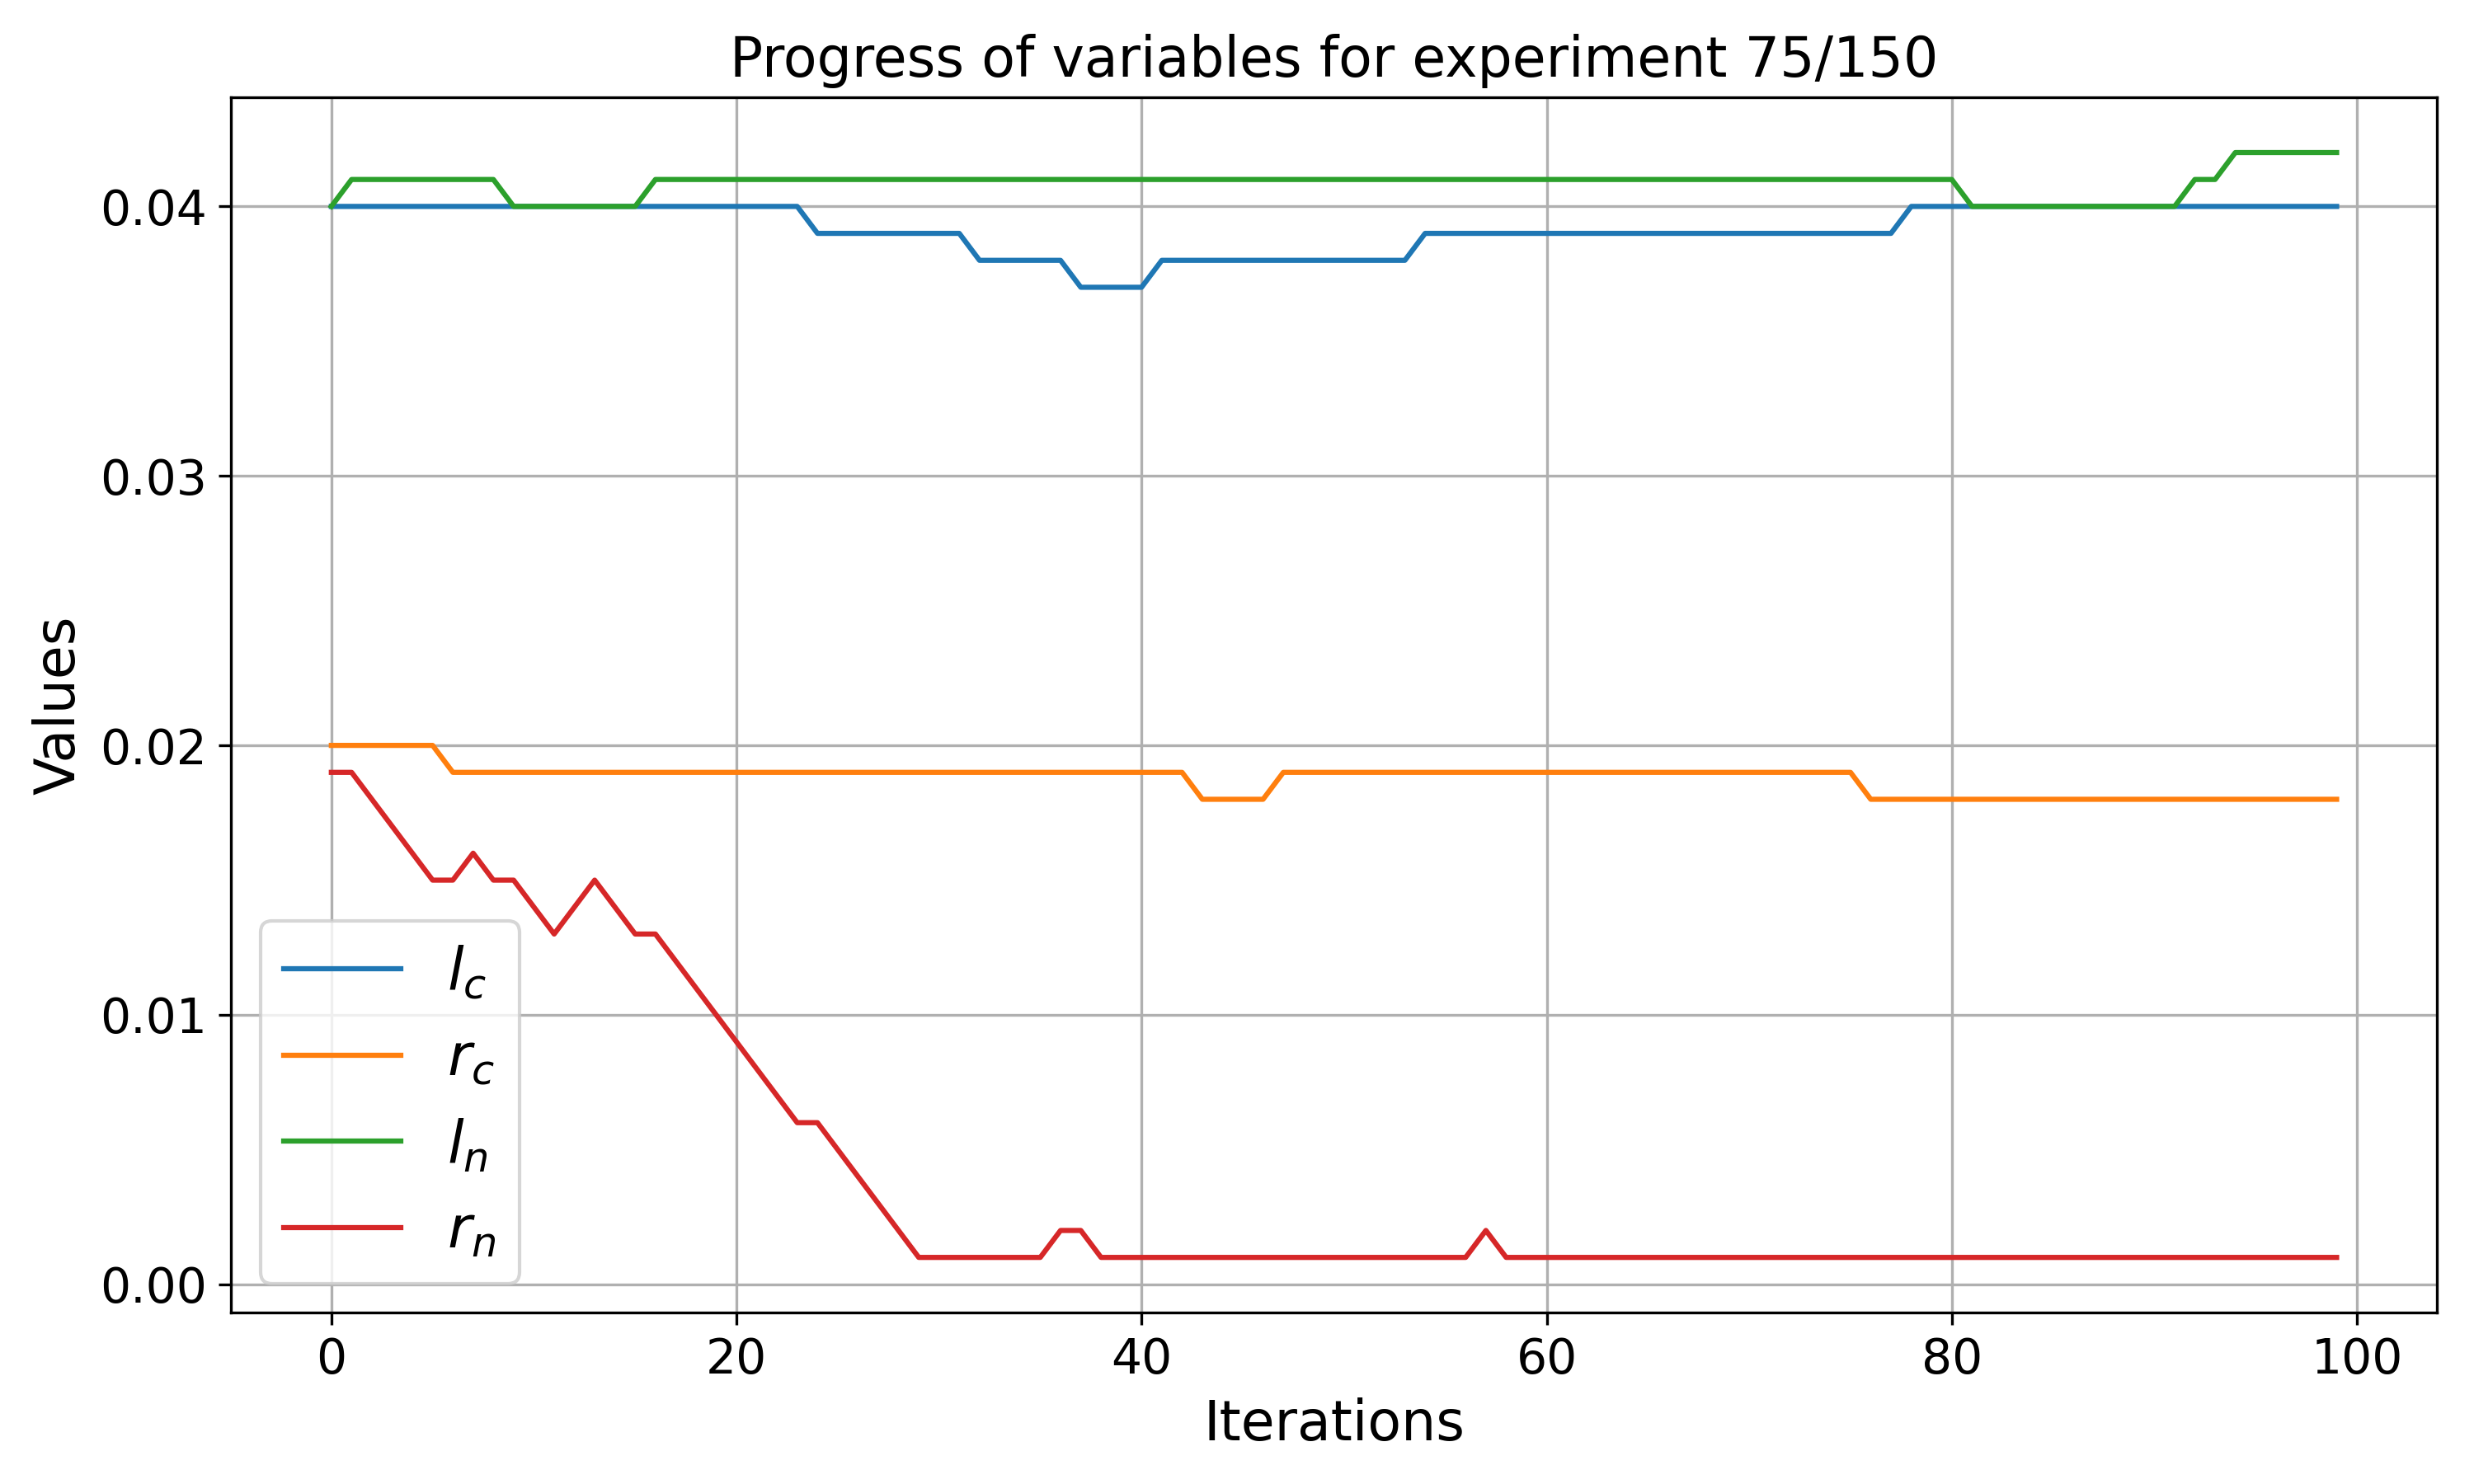 Progress of variables for experiment 75/150
Values
0.04
0.03
0.02
0.01
0.00
l_c
r_c
l_n
r_n
0 20 40 60 80 100
Iterations